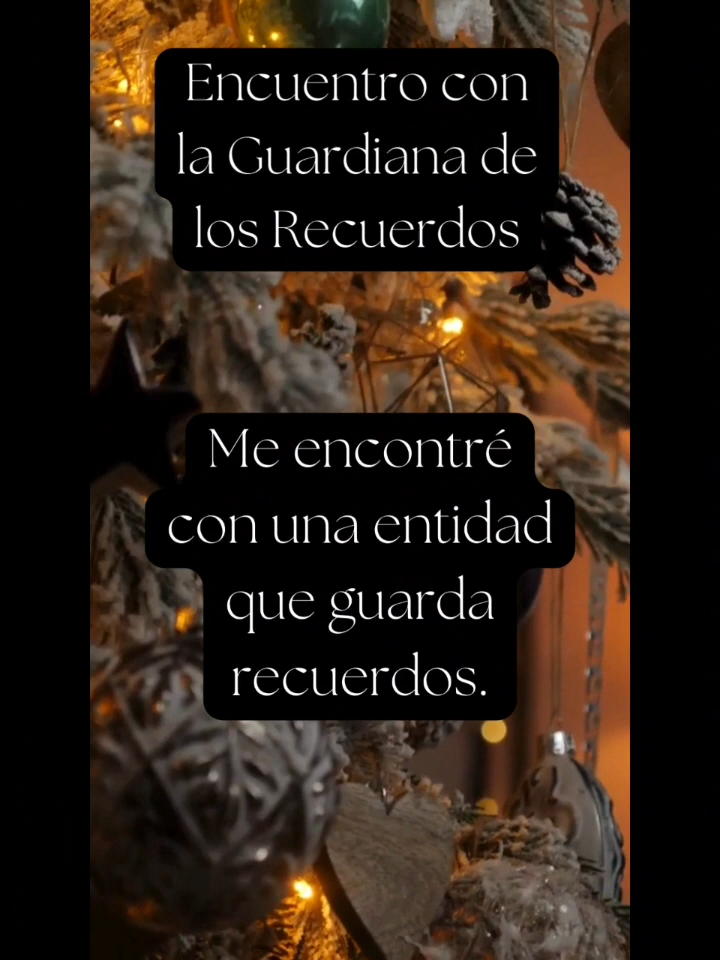 Encuentro con
la Guardiana de
los Recuerdos
Me encontré
con una entidad
que guarda
recuerdos.